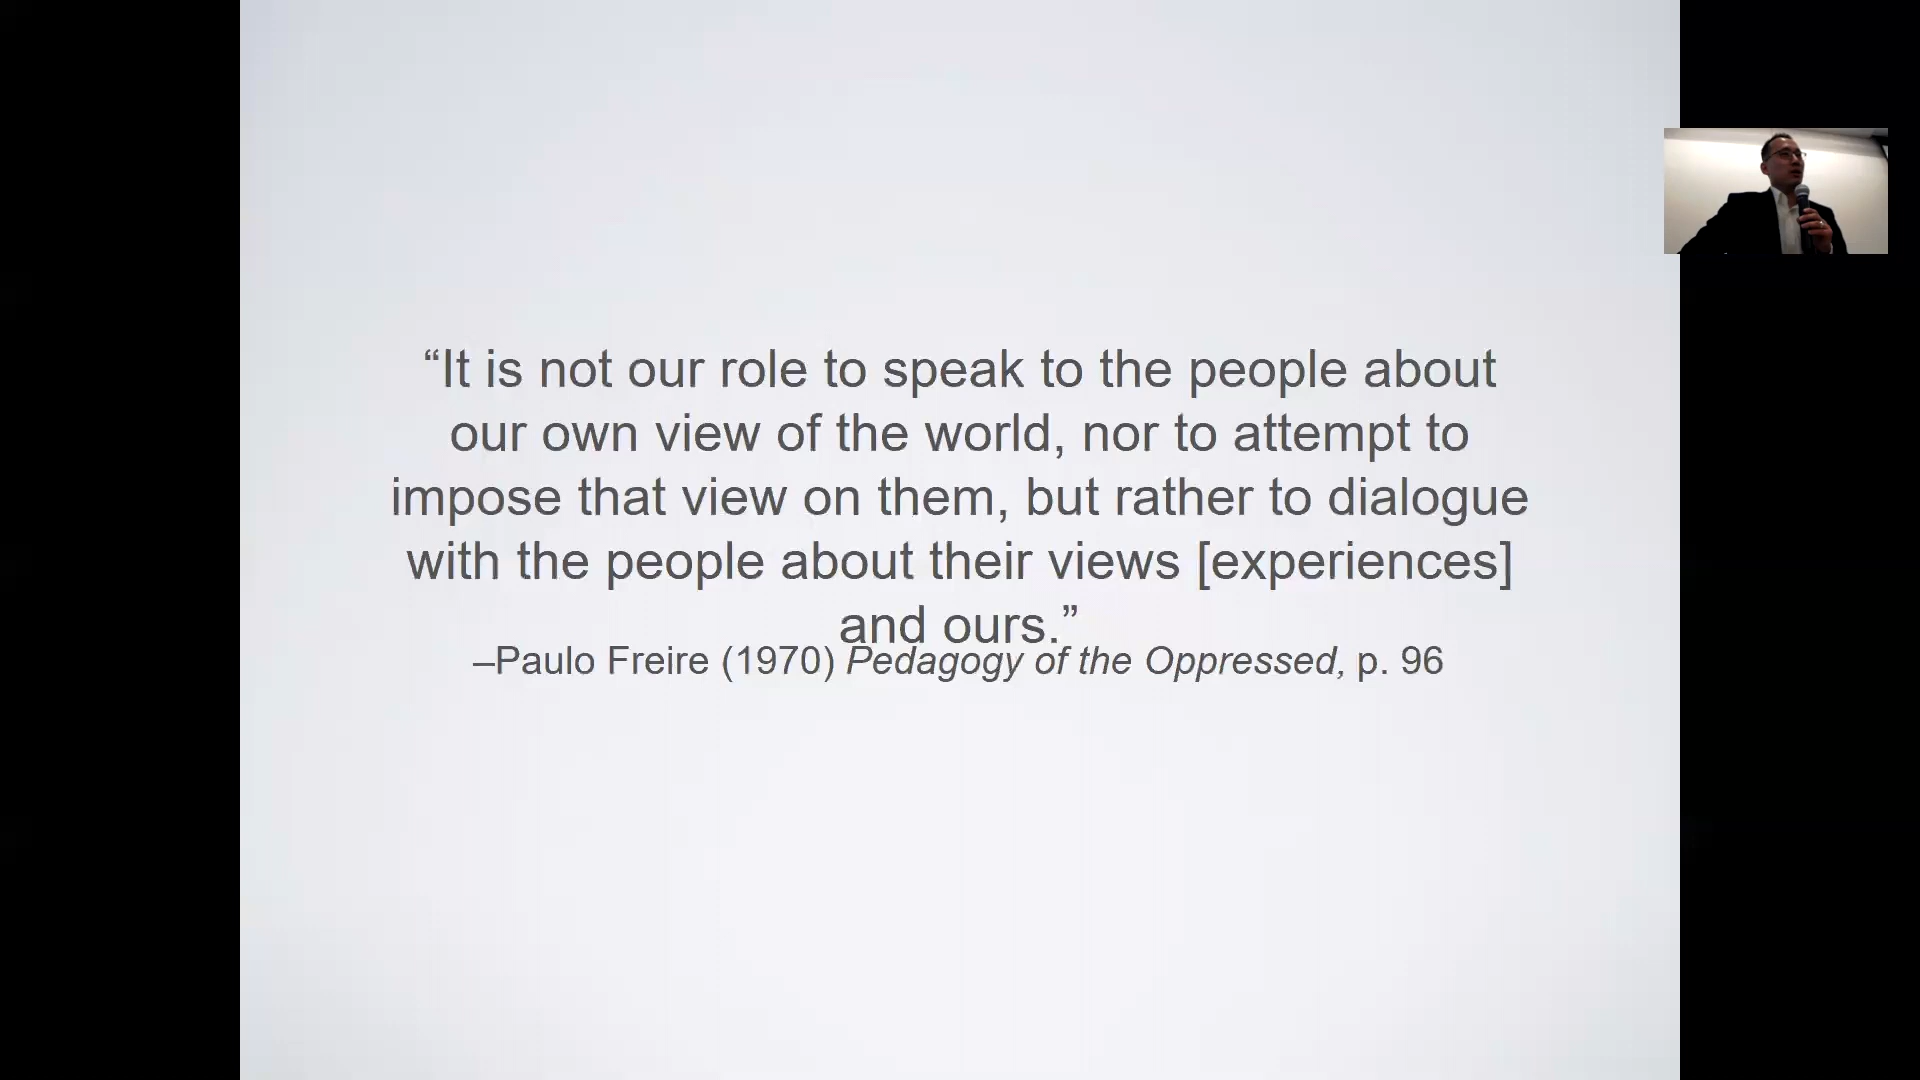 “It is not our role to speak to the people about
our own view of the world, nor to attempt to
impose that view on them, but rather to dialogue
with the people about their views [experiences]
and ours.”
–Paulo Freire (1970) Pedagogy of the Oppressed, p. 96